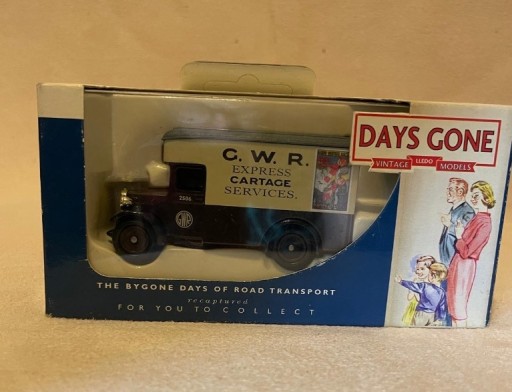 G. W. R.
EXPRESS
CARTAGE
SERVICES.
DAYS GONE
VINTAGE LLEDO MODELS
THE BYGONE DAYS OF ROAD TRANSPORT
recaptured
FOR YOU TO COLLECT